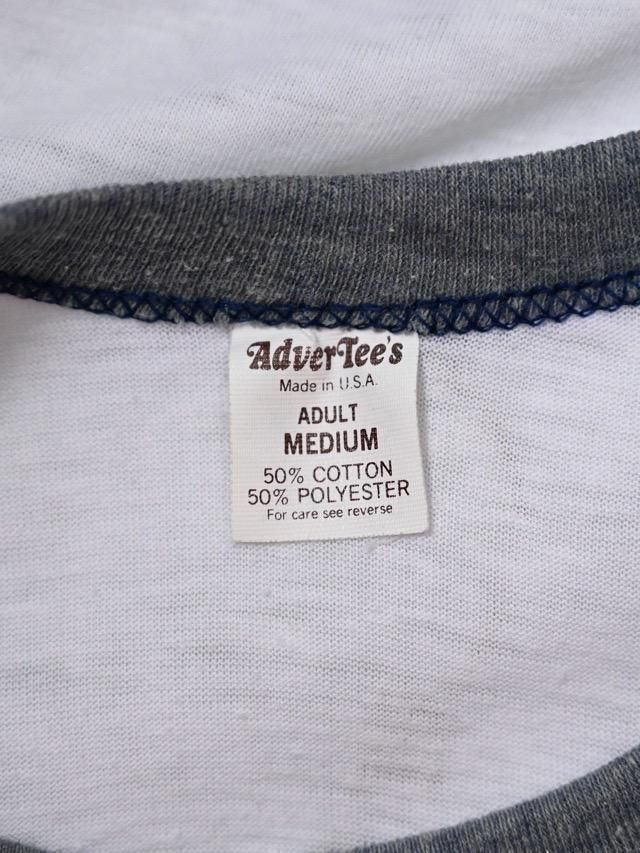 AdverTee's
Made in U.S.A.
ADULT
MEDIUM
50% COTTON
50% POLYESTER
For care see reverse